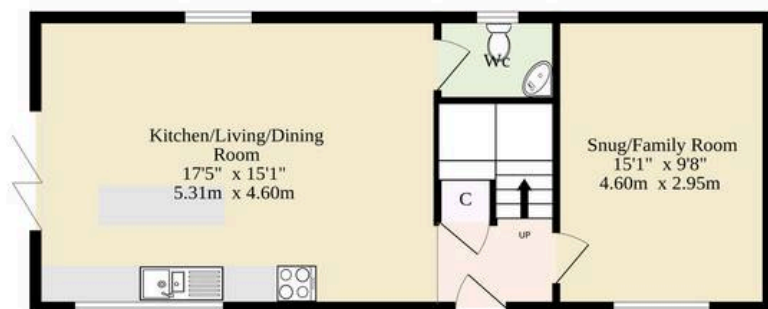 Wc
Kitchen/Living/Dining
Room
17'5" x 15'1"
5.31m x 4.60m
Snug/Family Room
15'1" x 9'8"
4.60m x 2.95m
C
UP